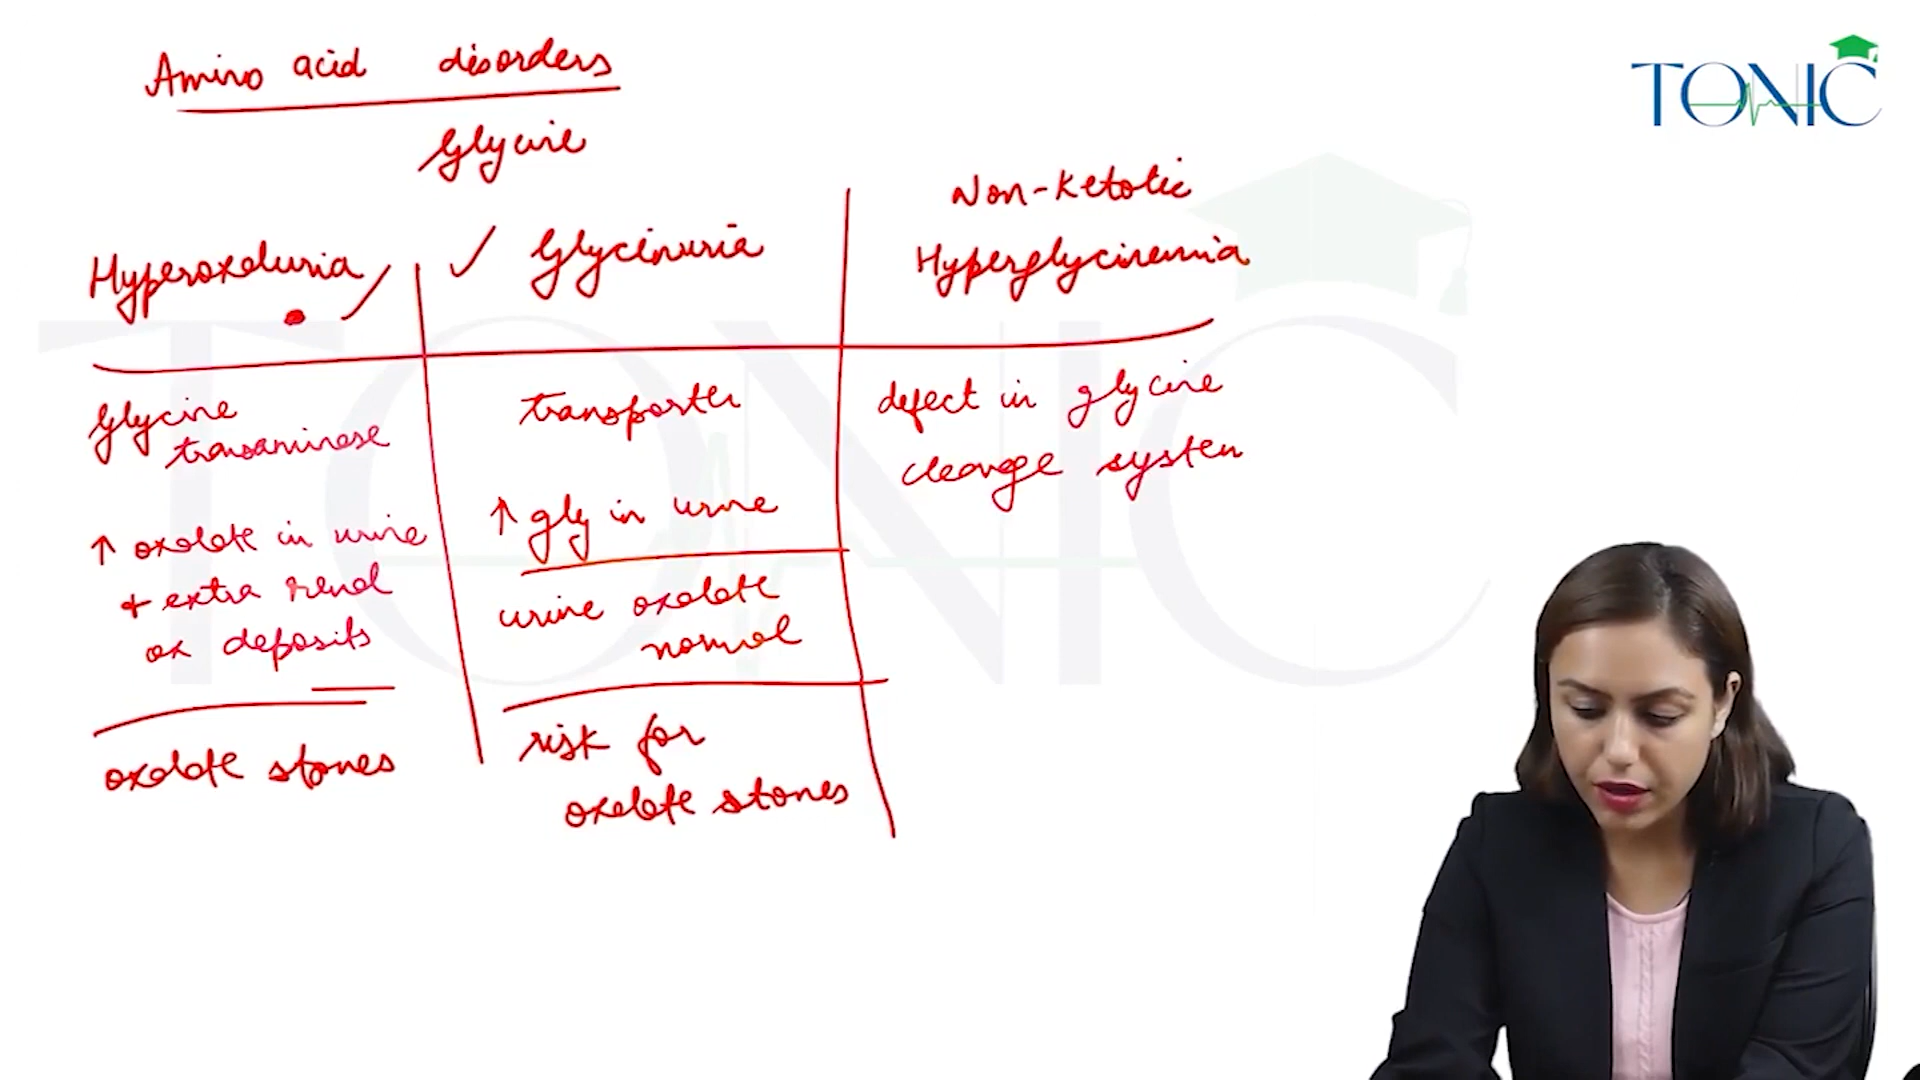 Amino acid disorders
TONIC
Glycine
Non-Ketotic
Hyperglycinemia
Hyperoxaluria
Glycinuria
Glycine
transaminase
transporter
defect in glycine
cleavage system
↑ oxalate in urine
+ extra renal
ox deposits
↑ gly in urine
urine oxalate
normal
oxalate stones
risk for
oxalate stones